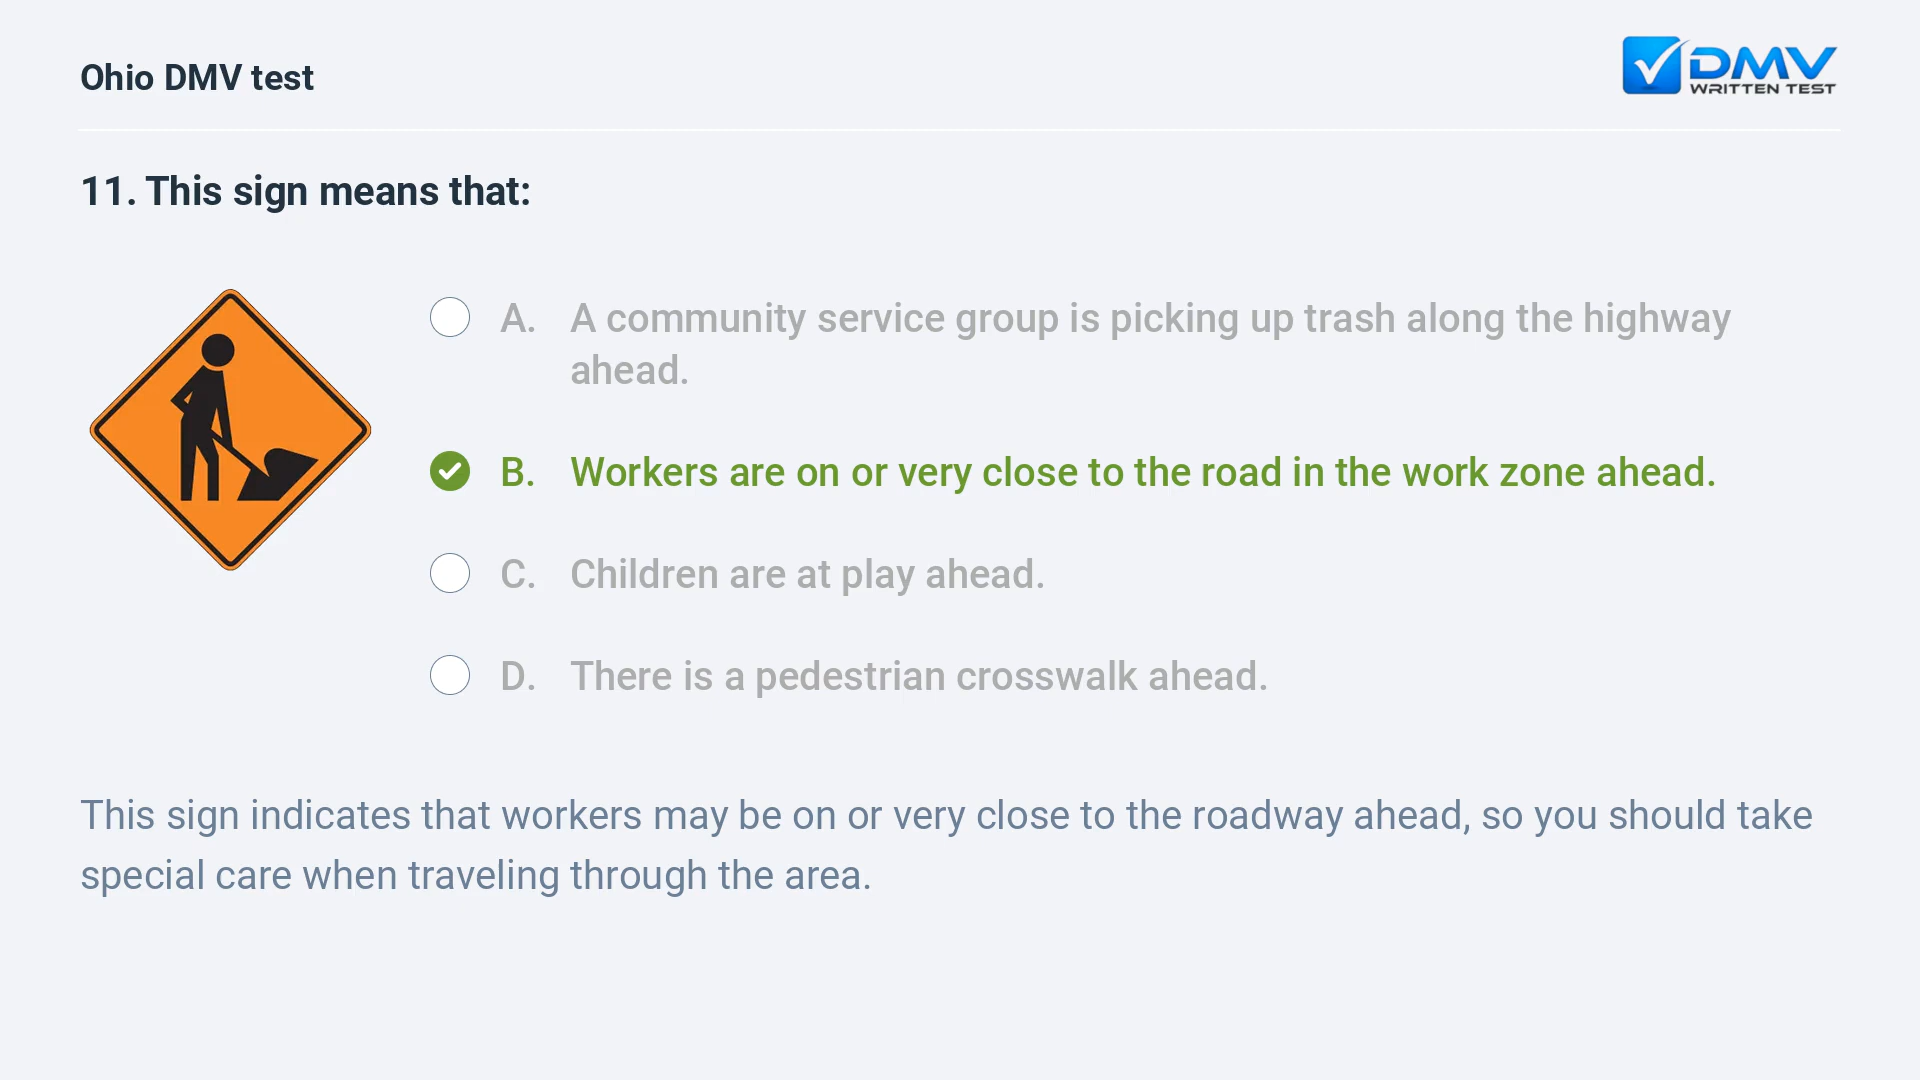 Ohio DMV test
DMV
WRITTEN TEST
11. This sign means that:
A. A community service group is picking up trash along the highway
ahead.
B. Workers are on or very close to the road in the work zone ahead.
C. Children are at play ahead.
D. There is a pedestrian crosswalk ahead.
This sign indicates that workers may be on or very close to the roadway ahead, so you should take
special care when traveling through the area.